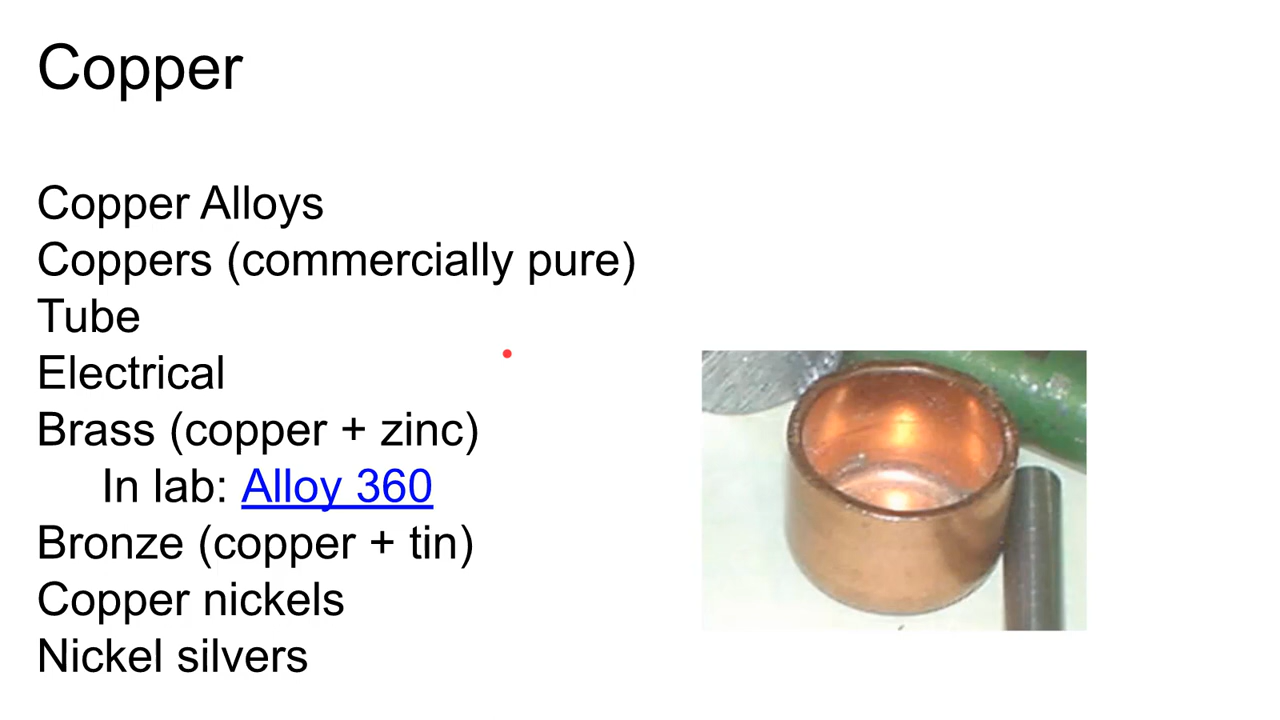 Copper
Copper Alloys
Coppers (commercially pure)
Tube
Electrical
Brass (copper + zinc)
In lab: Alloy 360
Bronze (copper + tin)
Copper nickels
Nickel silvers